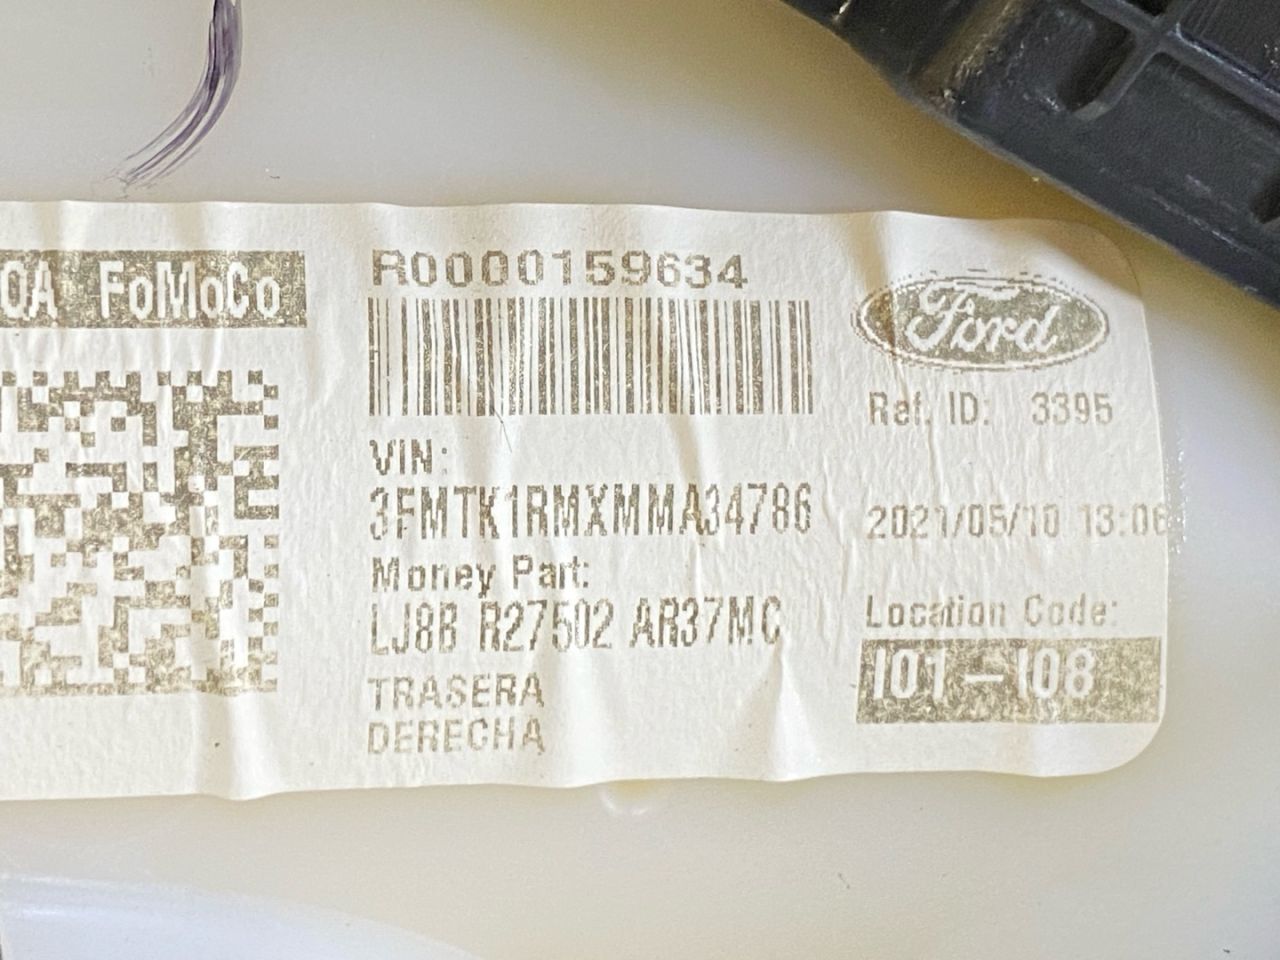 0A FoMoCo
R0000159634
VIN:
3FMTK1RMXMMA34786
Money Part:
LJ8B R27502 AR37MC
TRASERA
DERECHA
Ford
Ref. ID: 3395
2021/05/10 13:06
Location Code:
I01-I08